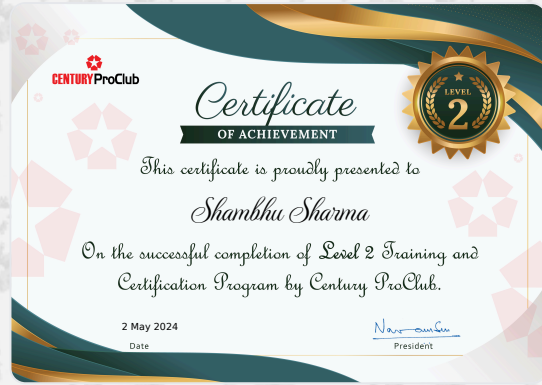 CENTURY ProClub
Certificate
OF ACHIEVEMENT
LEVEL
2
This certificate is proudly presented to
Shambhu Sharma
On the successful completion of Level 2 Training and
Certification Program by Century ProClub.
2 May 2024
Date
President